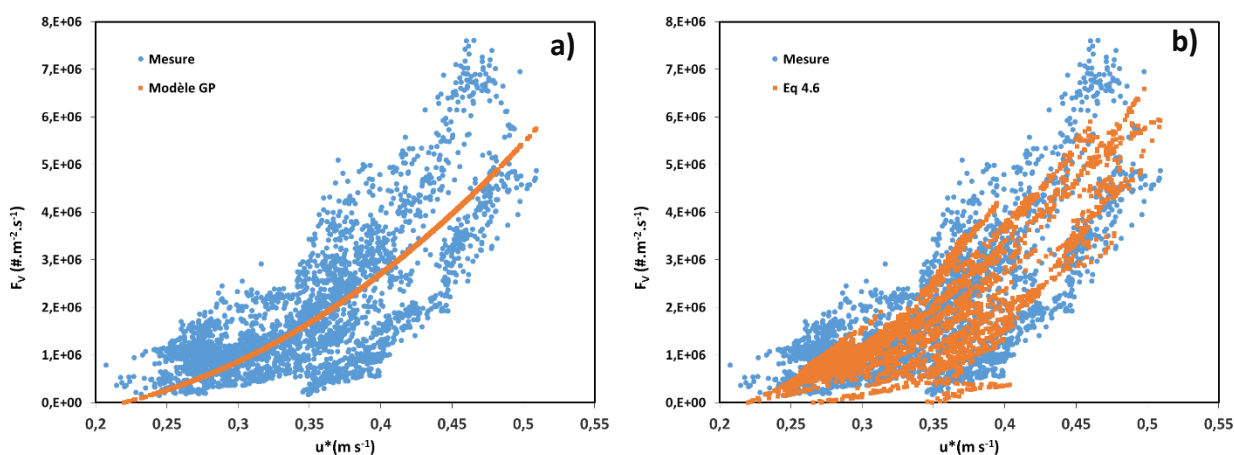 a)
8,E+06
7,E+06
6,E+06
5,E+06
4,E+06
3,E+06
2,E+06
1,E+06
0,E+00
Mesure
Modèle GP
F_V (#.m⁻².s⁻¹)
0,2 0,25 0,3 0,35 0,4 0,45 0,5 0,55
u* (m s⁻¹)
b)
8,E+06
7,E+06
6,E+06
5,E+06
4,E+06
3,E+06
2,E+06
1,E+06
0,E+00
Mesure
Eq 4.6
F_V (#.m⁻².s⁻¹)
0,2 0,25 0,3 0,35 0,4 0,45 0,5 0,55
u* (m s⁻¹)